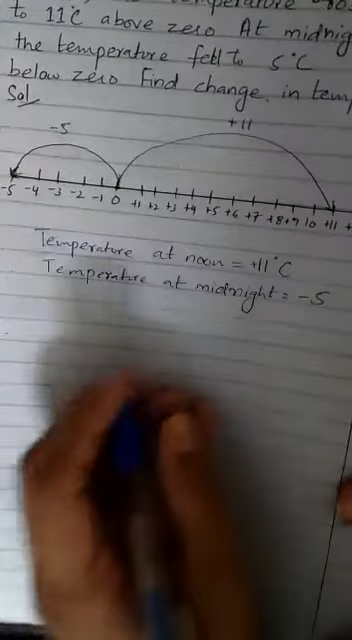 temperature
to 11°C above zero At midnig
the temperature fell to 5°C
below zero Find change in tem
Sol
-5 +11
-5 -4 -3 -2 -1 0 +1 +2 +3 +4 +5 +6 +7 +8 +9 10 +11 +
Temperature at noon = +11°C
Temperature at midnight = -5